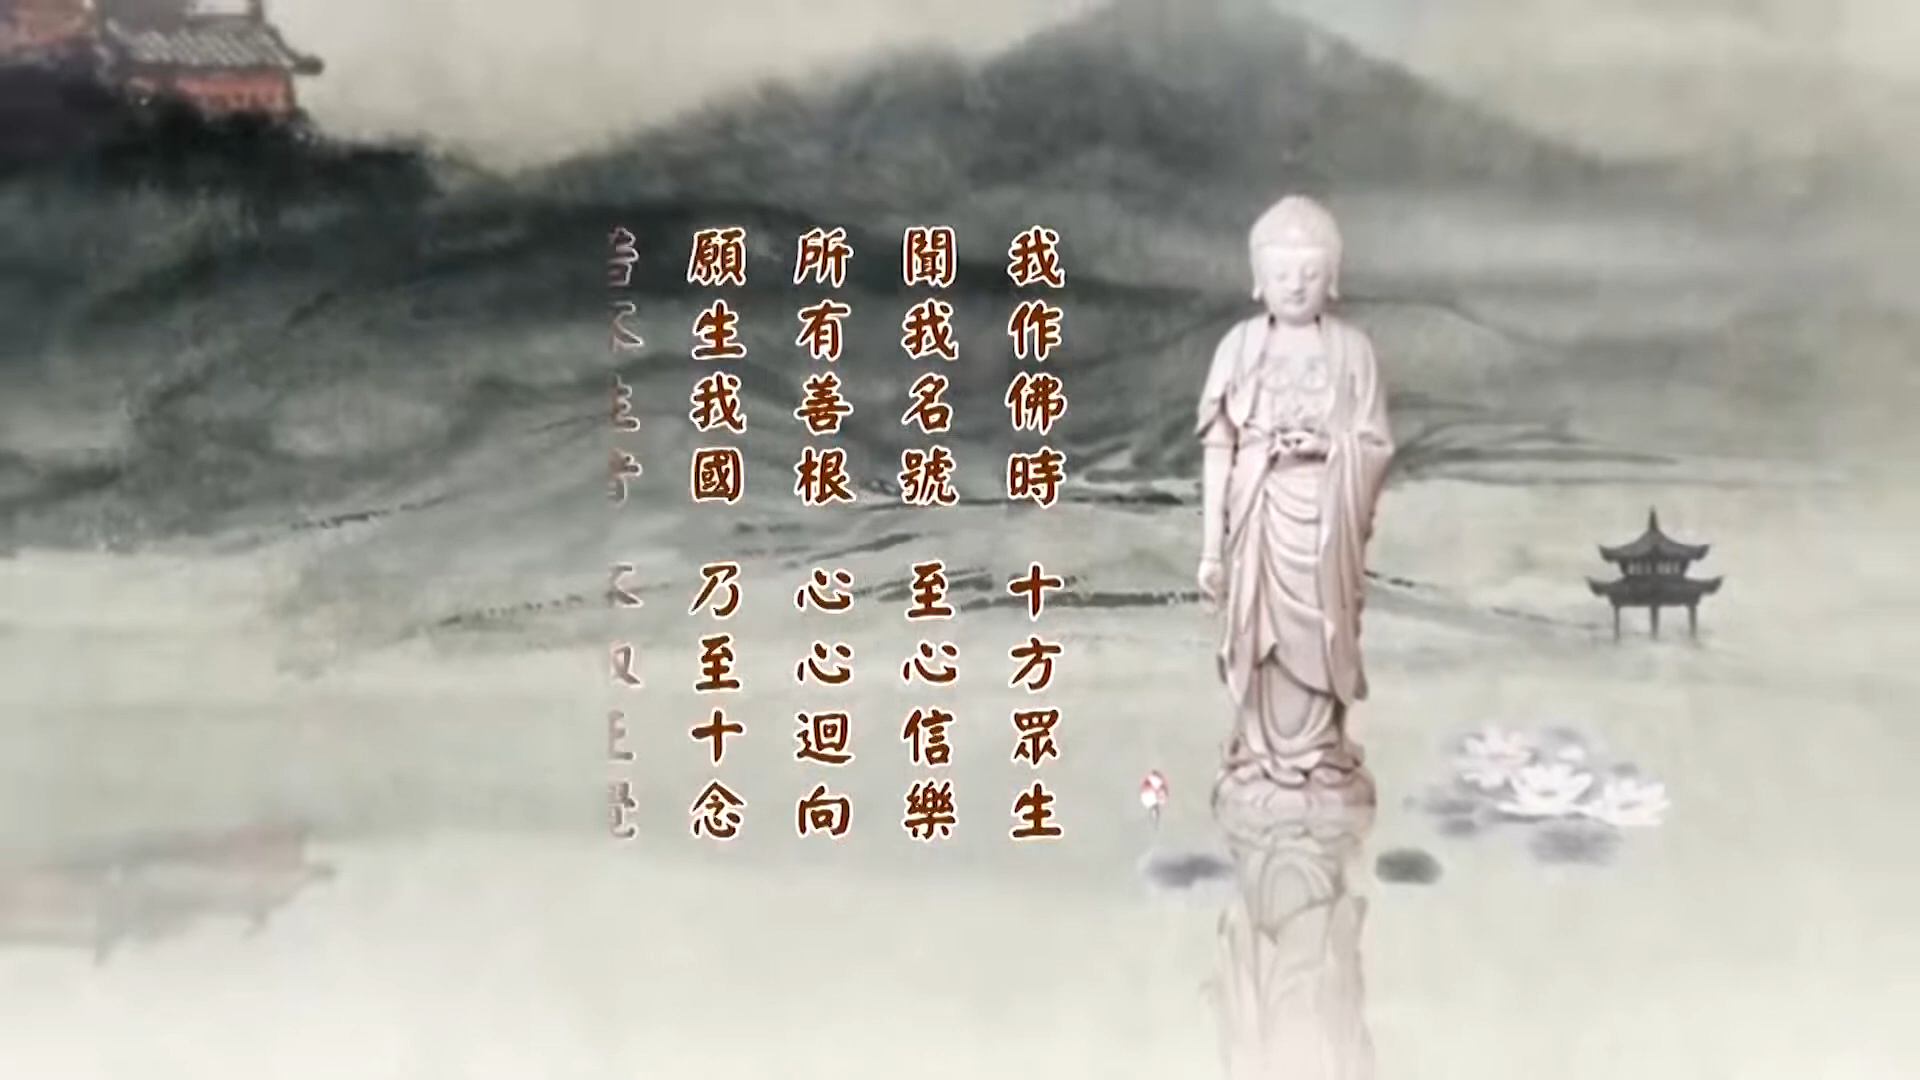 我作佛時 十方眾生
聞我名號 至心信樂
所有善根 心心迴向
願生我國 乃至十念